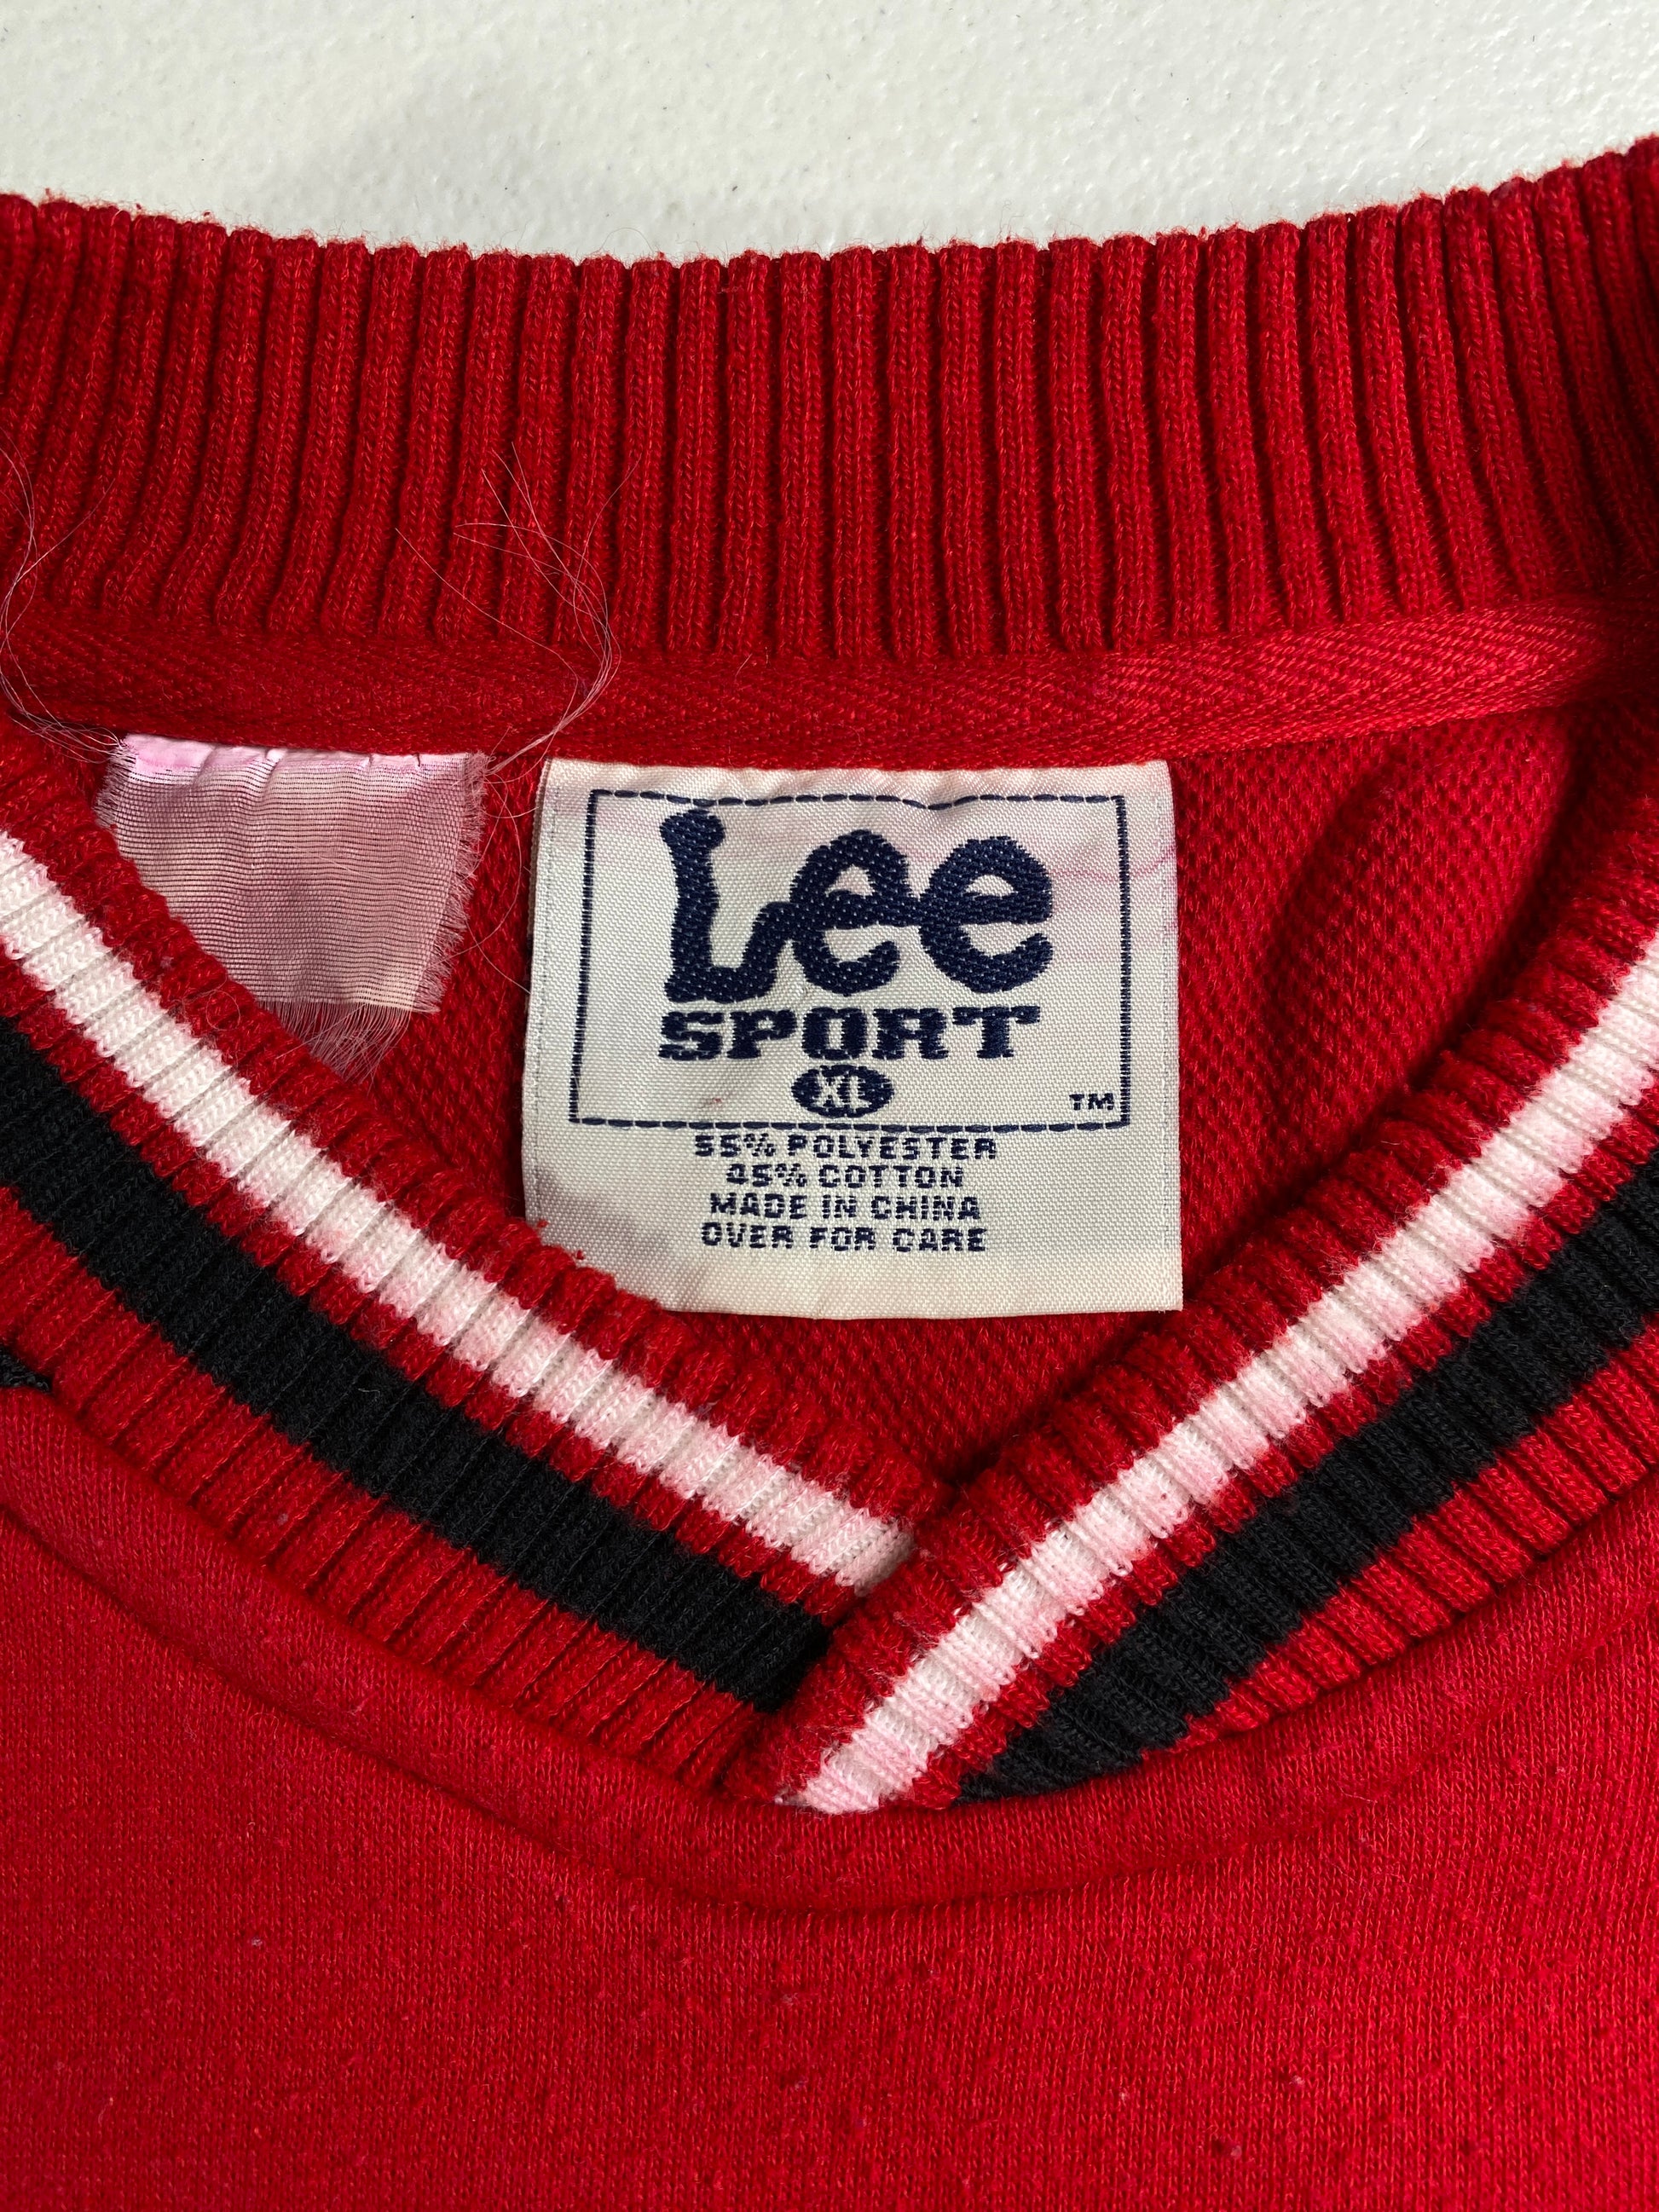 Lee
SPORT
XL
TM
55% POLYESTER
45% COTTON
MADE IN CHINA
OVER FOR CARE